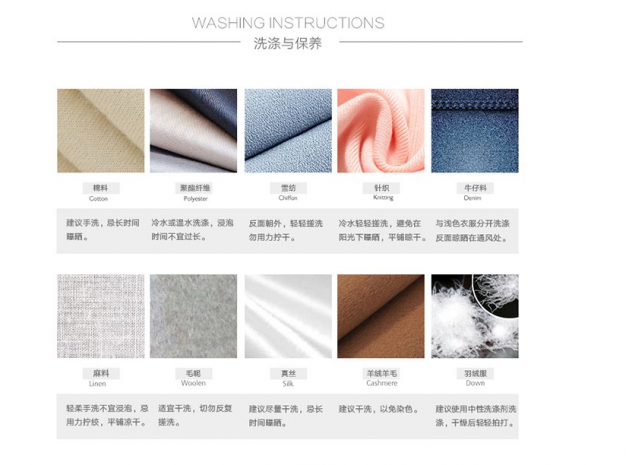 WASHING INSTRUCTIONS
洗涤与保养
棉料 聚酯纤维 雪纺 针织 牛仔料
Cotton Polyeater Chiffon Knitting Denim
建议手洗，忌长时间 冷水或温水洗涤，浸泡 反面朝外，轻轻搓洗 冷水轻轻搓洗，避免在 与浅色衣服分开洗涤
曝晒。 时间不宜过长。 勿用力拧干。 阳光下曝晒，平铺晾干。 反面晾晒在通风处。
麻料 毛呢 真丝 羊绒羊毛 羽绒服
Linen Woolen Silk Cashmere Down
轻柔手洗不宜浸泡，忌 适宜干洗，切勿反复 建议尽量干洗，忌长 建议干洗，以免染色。 建议使用中性洗涤剂洗
用力拧绞，平铺凉干。 搓洗。 时间曝晒。 涤，干燥后轻轻拍打。